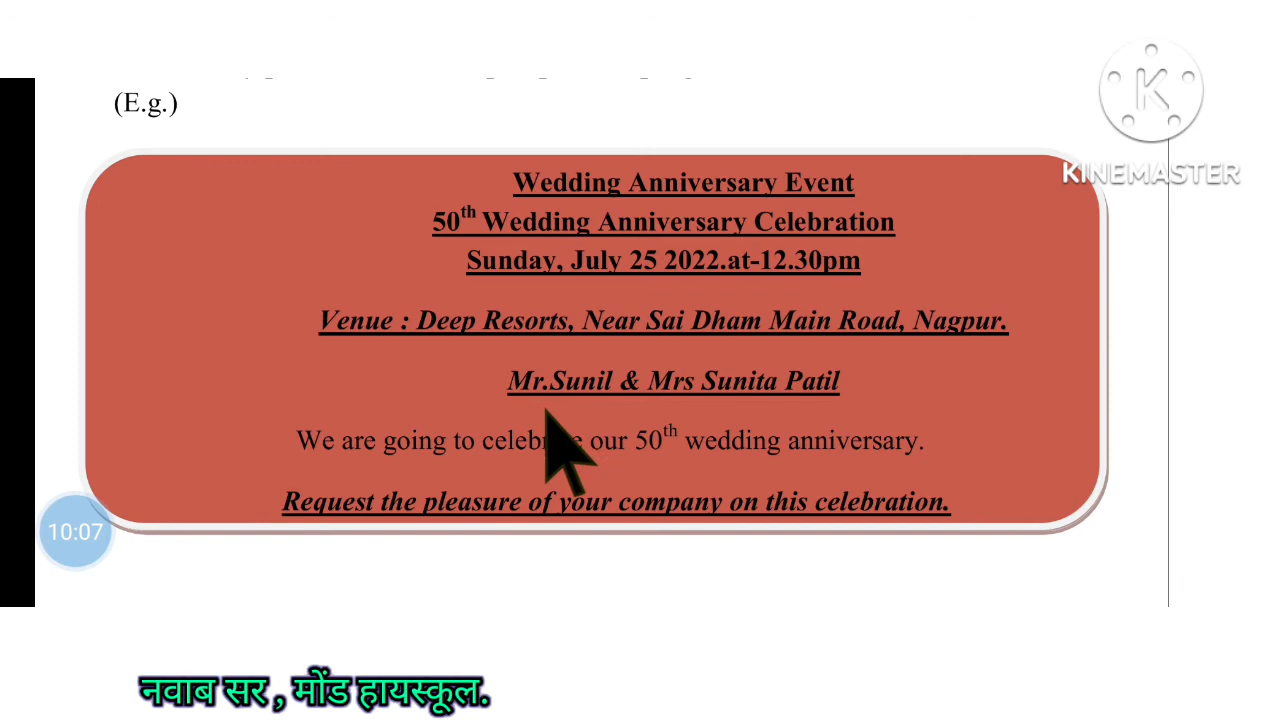 (E.g.)
KINEMASTER
Wedding Anniversary Event
50th Wedding Anniversary Celebration
Sunday, July 25 2022.at-12.30pm
Venue : Deep Resorts, Near Sai Dham Main Road, Nagpur.
Mr.Sunil & Mrs Sunita Patil
We are going to celebrate our 50th wedding anniversary.
Request the pleasure of your company on this celebration.
10:07
नवाब सर , मोंड हायस्कूल.